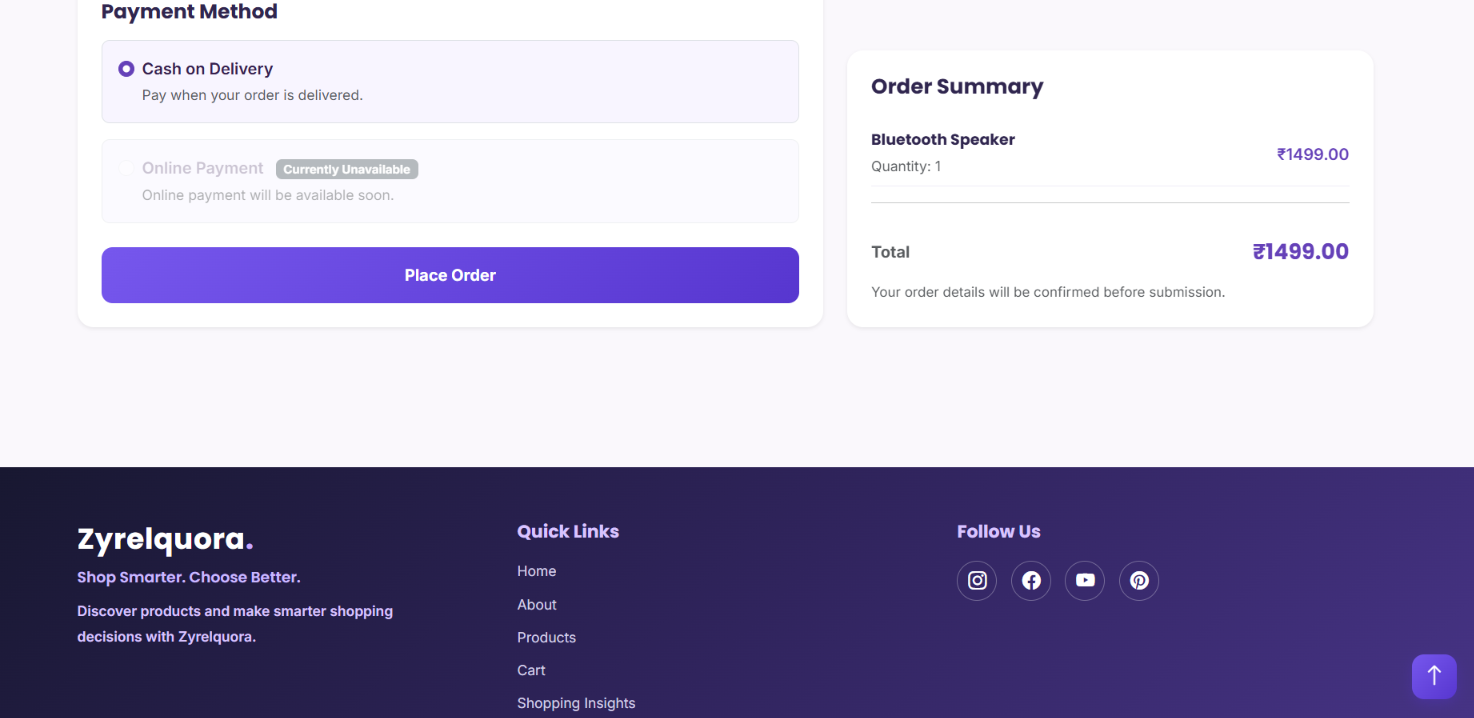 Payment Method
Cash on Delivery
Pay when your order is delivered.
Online Payment Currently Unavailable
Online payment will be available soon.
Place Order
Order Summary
Bluetooth Speaker
Quantity: 1
₹1499.00
Total ₹1499.00
Your order details will be confirmed before submission.
Zyrelquora.
Shop Smarter. Choose Better.
Discover products and make smarter shopping
decisions with Zyrelquora.
Quick Links
Home
About
Products
Cart
Shopping Insights
Follow Us